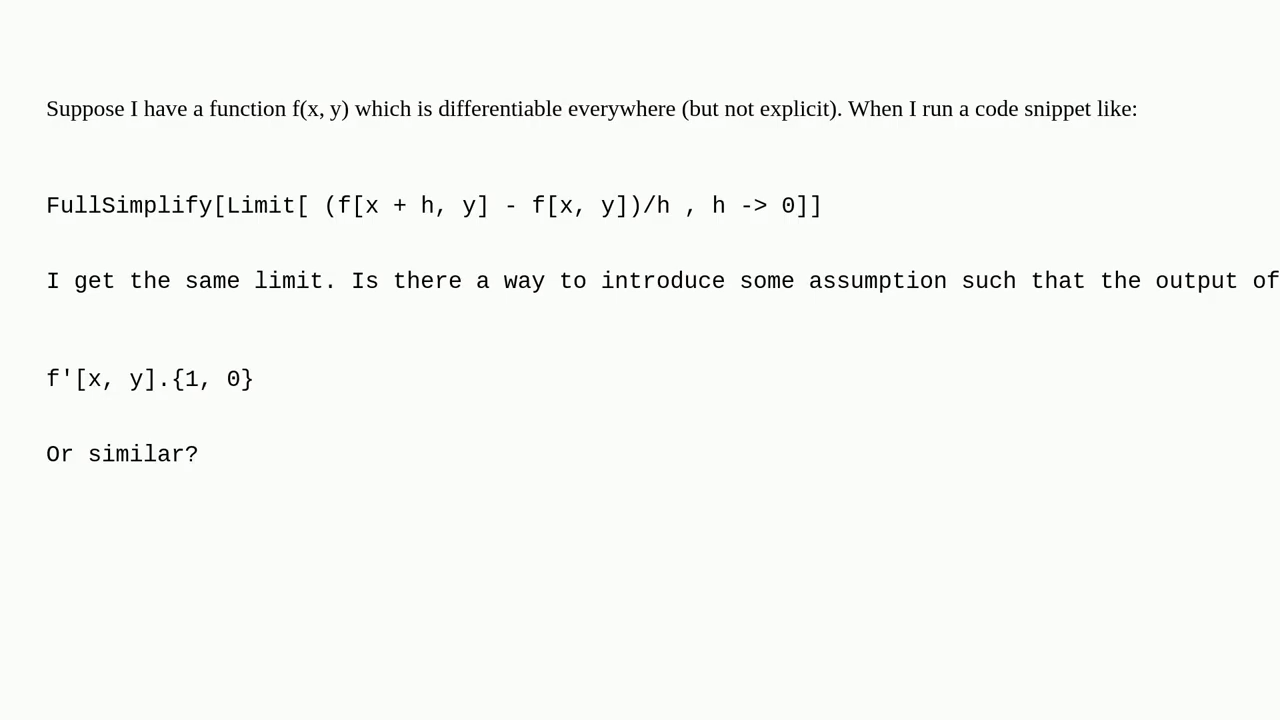 Suppose I have a function f(x, y) which is differentiable everywhere (but not explicit). When I run a code snippet like:
FullSimplify[Limit[ (f[x + h, y] - f[x, y])/h , h -> 0]]
I get the same limit. Is there a way to introduce some assumption such that the output of
f'[x, y].{1, 0}
Or similar?